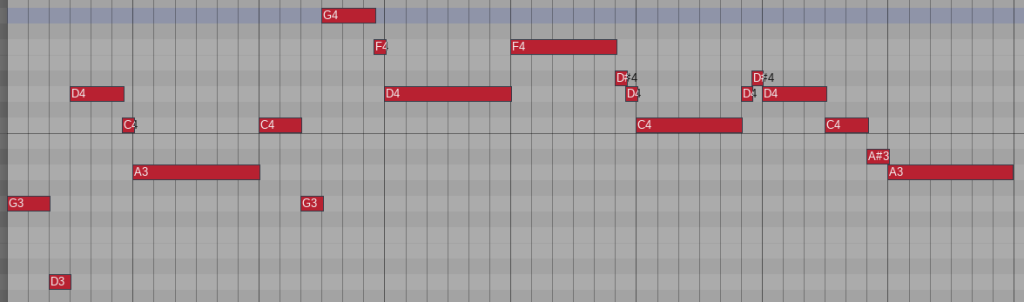 G4
F4 F4
D#4 D#4
D4 D4 D4 D4 D4
C4 C4 C4 C4
A#3
A3 A3
G3 G3
D3